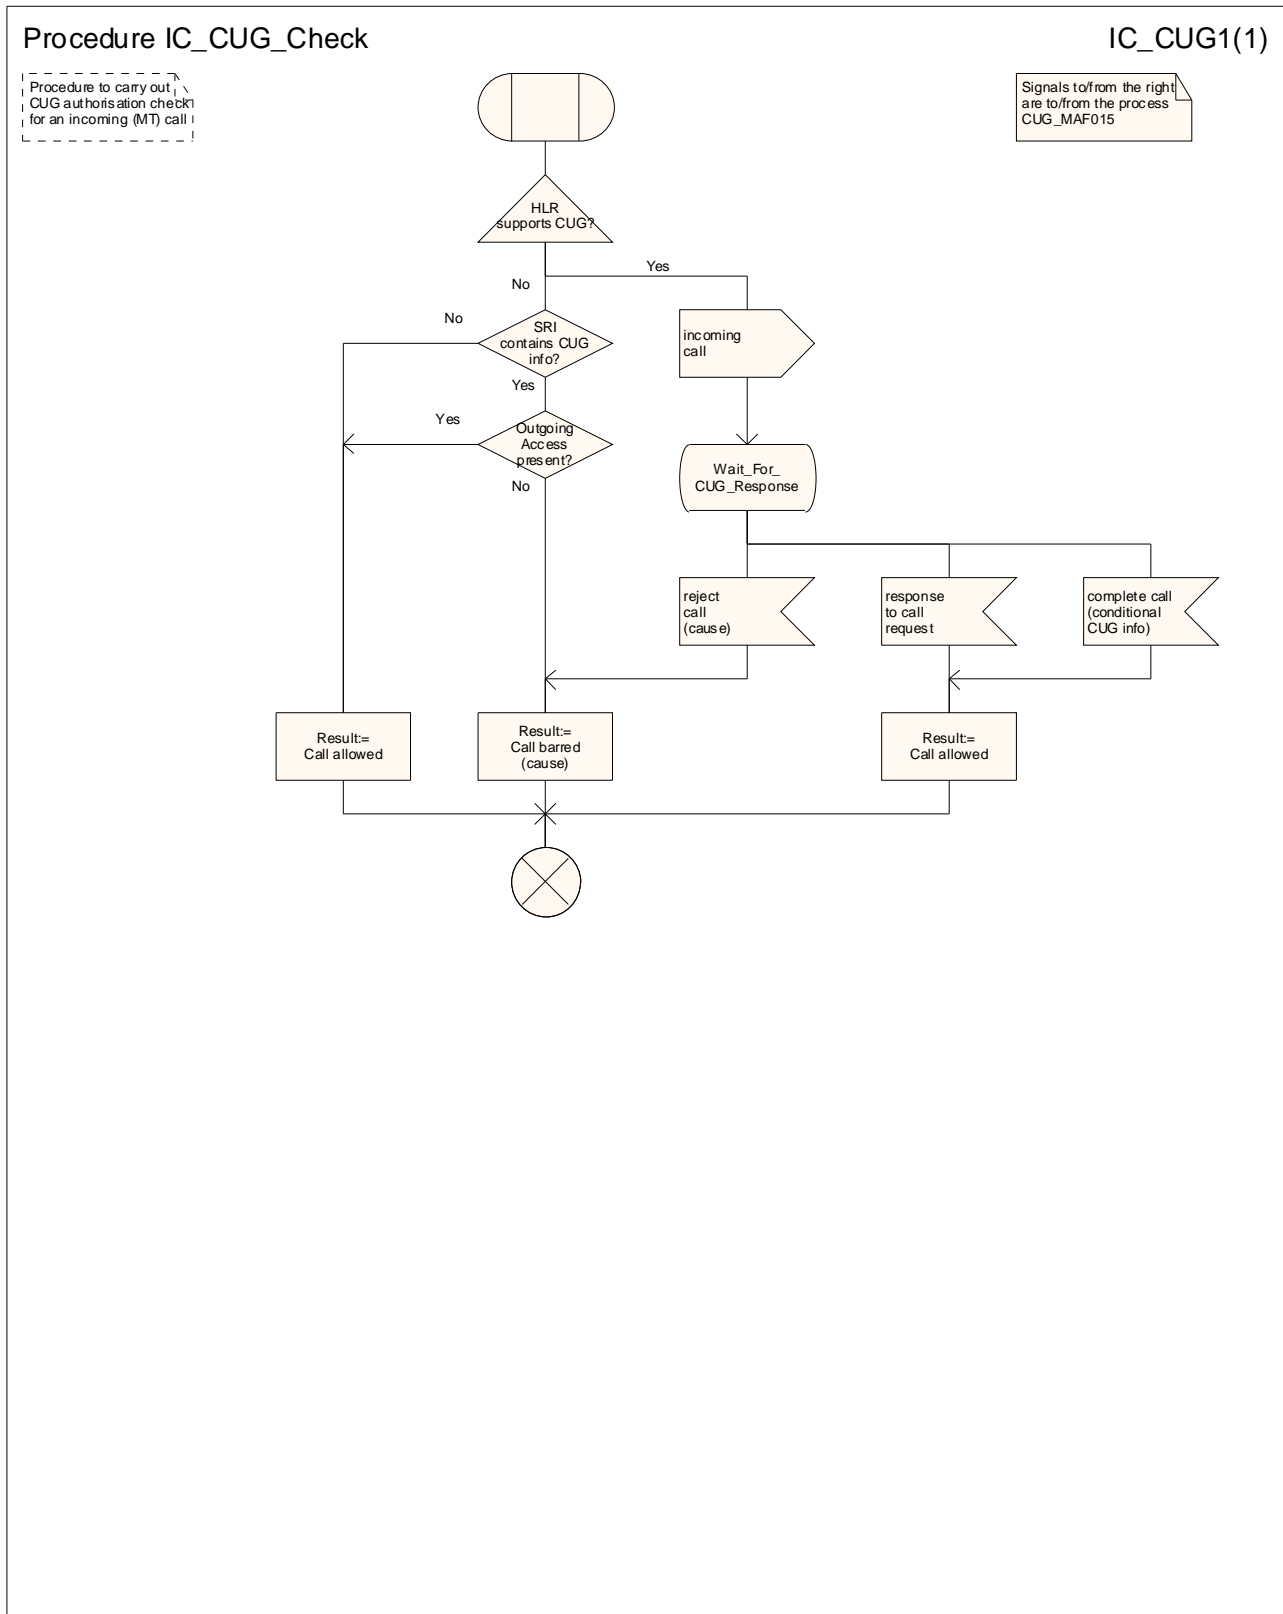 Procedure IC_CUG_Check
IC_CUG1(1)
Procedure to carry out
CUG authorisation check
for an incoming (MT) call
Signals to/from the right
are to/from the process
CUG_MAF015
HLR
supports CUG?
Yes
No
No
SRI
contains CUG
info?
incoming
call
Yes
Yes
Outgoing
Access
present?
No
Wait_For_
CUG_Response
reject
call
(cause)
response
to call
request
complete call
(conditional
CUG info)
Result:=
Call allowed
Result:=
Call barred
(cause)
Result:=
Call allowed